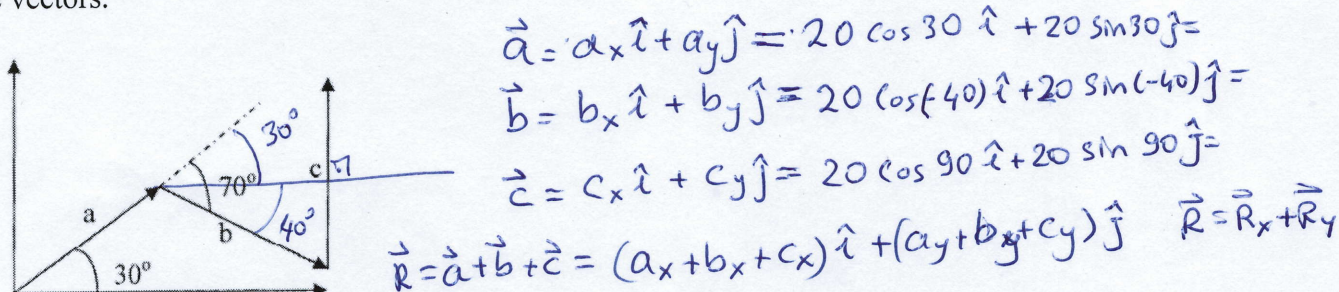 vectors.
a⃗ = a_x î + a_y ĵ = 20 cos 30 î + 20 sin 30 ĵ =
b⃗ = b_x î + b_y ĵ = 20 cos(-40) î + 20 sin(-40) ĵ =
c⃗ = c_x î + c_y ĵ = 20 cos 90 î + 20 sin 90 ĵ =
R⃗ = a⃗ + b⃗ + c⃗ = (a_x + b_x + c_x) î + (a_y + b_y + c_y) ĵ R⃗ = R⃗_x + R⃗_y
30°
c
70°
a
b
40°
30°